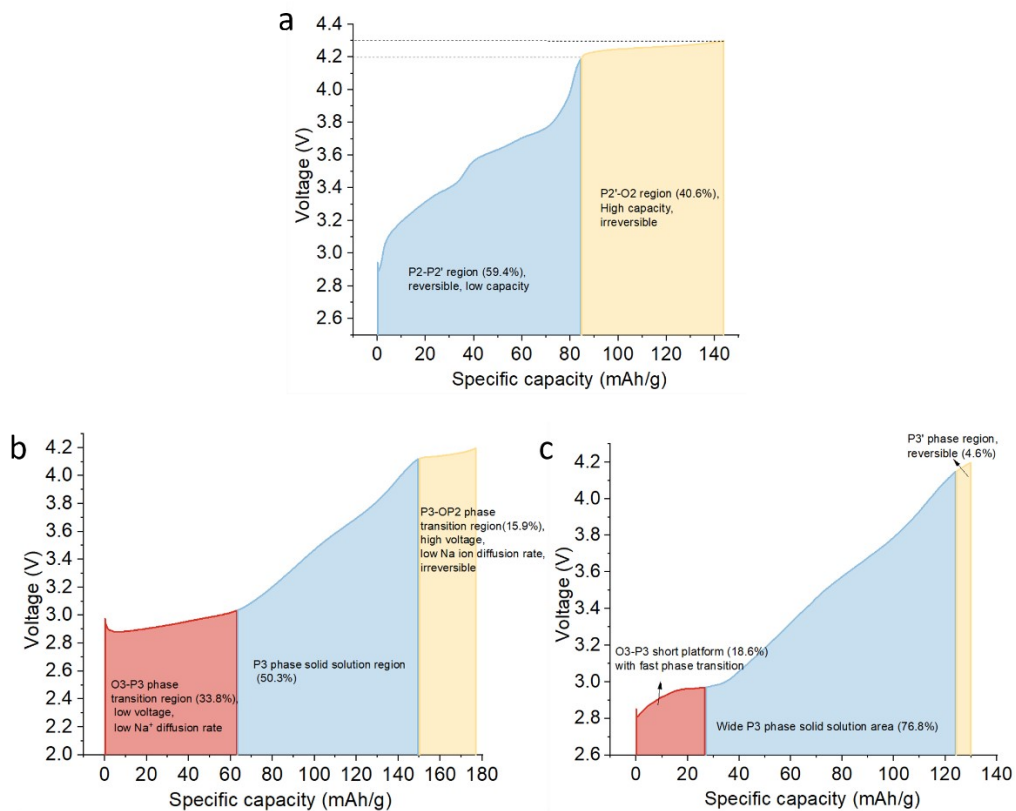 a
4.4
4.2
4.0
3.8
3.6
3.4
3.2
3.0
2.8
2.6
Voltage (V)
P2'-O2 region (40.6%),
High capacity,
irreversible
P2-P2' region (59.4%),
reversible, low capacity
0 20 40 60 80 100 120 140
Specific capacity (mAh/g)
b
4.2
4.0
3.8
3.6
3.4
3.2
3.0
2.8
2.6
2.4
2.2
2.0
Voltage (V)
P3-OP2 phase
transition region(15.9%),
high voltage,
low Na ion diffusion rate,
irreversible
P3 phase solid solution region
(50.3%)
O3-P3 phase
transition region (33.8%),
low voltage,
low Na⁺ diffusion rate
0 20 40 60 80 100 120 140 160 180
Specific capacity (mAh/g)
c
P3' phase region,
reversible (4.6%)
4.2
4.0
3.8
3.6
3.4
3.2
3.0
2.8
2.6
Voltage (V)
O3-P3 short platform (18.6%)
with fast phase transition
Wide P3 phase solid solution area (76.8%)
0 20 40 60 80 100 120 140
Specific capacity (mAh/g)